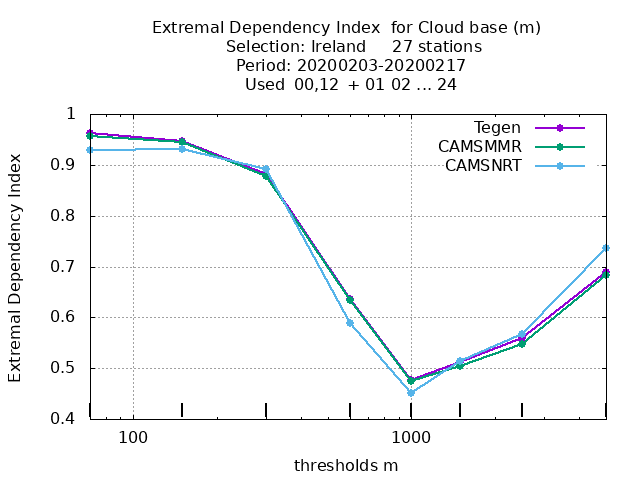 Extremal Dependency Index  for Cloud base (m)
Selection: Ireland     27 stations
Period: 20200203-20200217
Used  00,12  + 01 02 ... 24
Extremal Dependency Index
1
0.9
0.8
0.7
0.6
0.5
0.4
Tegen
CAMSMMR
CAMSNRT
100
1000
thresholds m